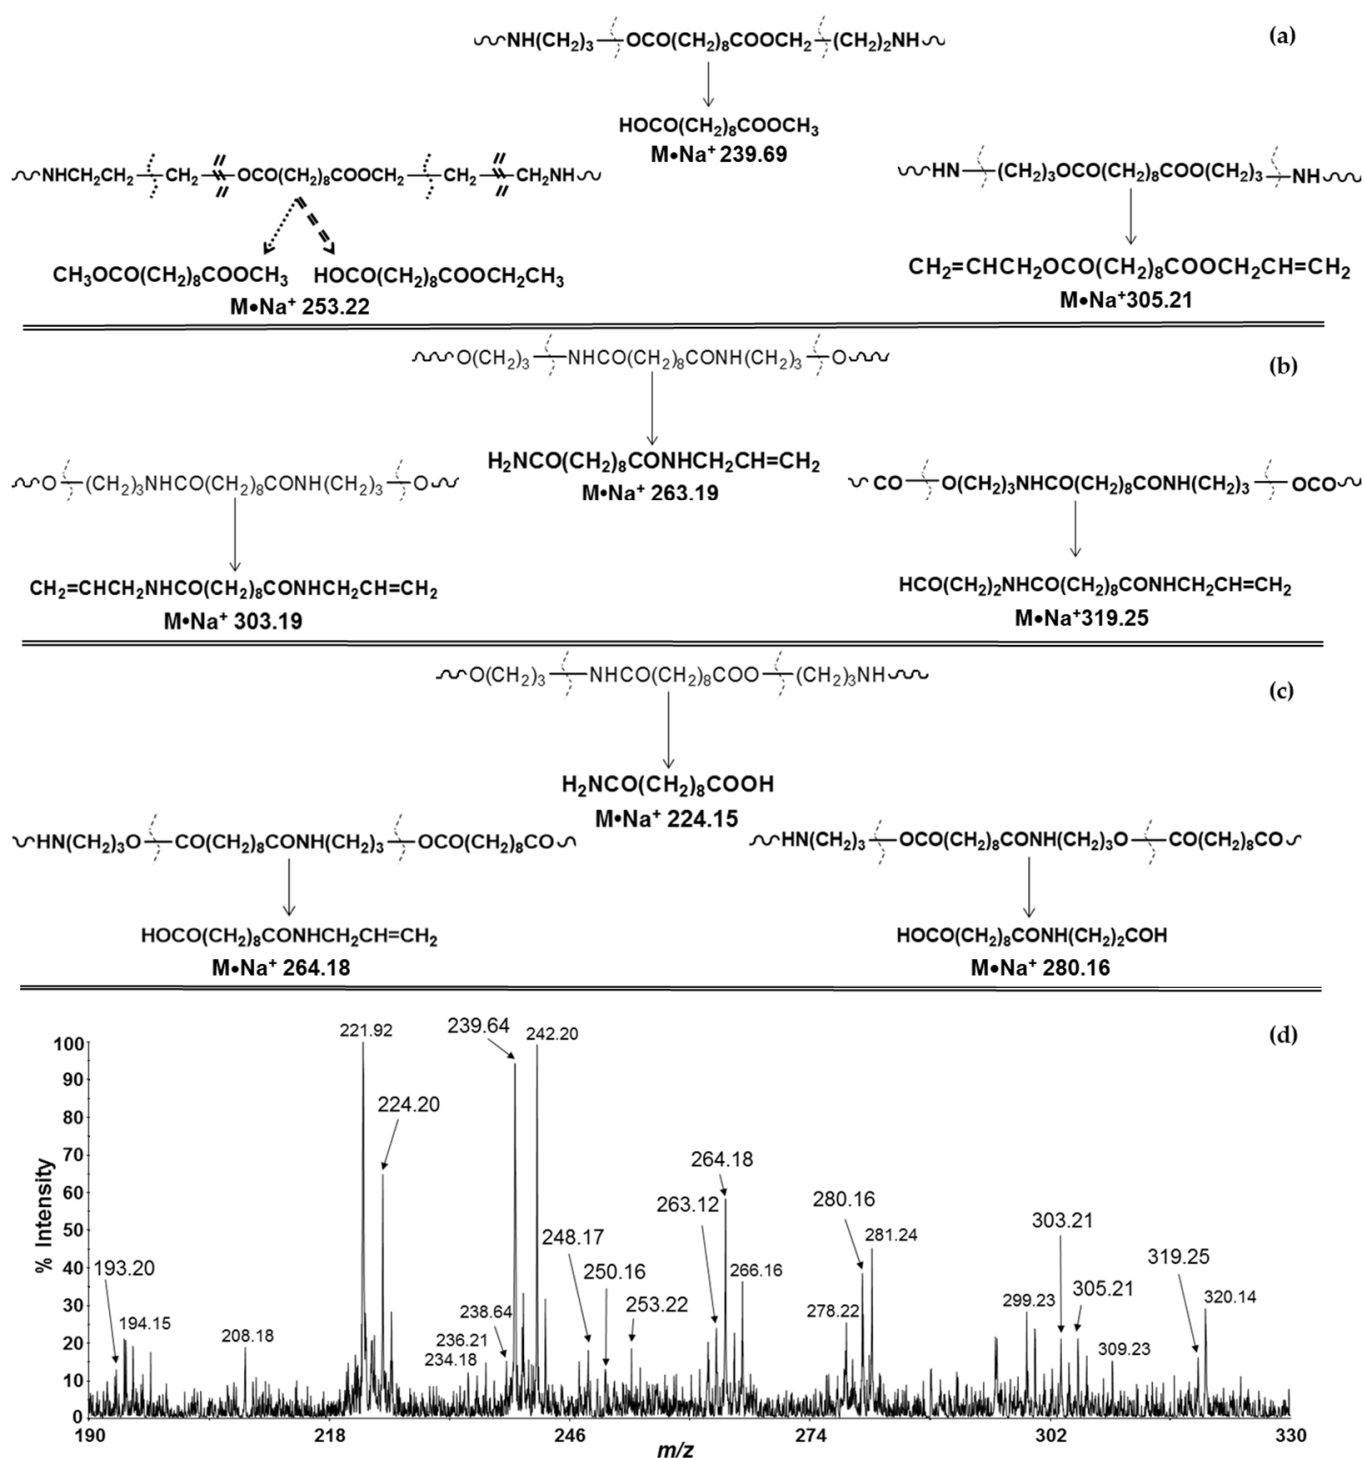 (a)
NH(CH₂)₃—OCO(CH₂)₈COOCH₂—(CH₂)₂NH
HOCO(CH₂)₈COOCH₃
M•Na⁺ 239.69
NHCH₂CH₂—CH₂—OCO(CH₂)₈COOCH₂—CH₂—CH₂NH
HN—(CH₂)₃OCO(CH₂)₈COO(CH₂)₃—NH
CH₃OCO(CH₂)₈COOCH₃ HOCO(CH₂)₈COOCH₂CH₃
M•Na⁺ 253.22
CH₂=CHCH₂OCO(CH₂)₈COOCH₂CH=CH₂
M•Na⁺305.21
(b)
O(CH₂)₃—NHCO(CH₂)₈CONH(CH₂)₃—O
H₂NCO(CH₂)₈CONHCH₂CH=CH₂
M•Na⁺ 263.19
O—(CH₂)₃NHCO(CH₂)₈CONH(CH₂)₃—O
CO—O(CH₂)₃NHCO(CH₂)₈CONH(CH₂)₃—OCO
CH₂=CHCH₂NHCO(CH₂)₈CONHCH₂CH=CH₂
M•Na⁺ 303.19
HCO(CH₂)₂NHCO(CH₂)₈CONHCH₂CH=CH₂
M•Na⁺319.25
(c)
O(CH₂)₃—NHCO(CH₂)₈COO—(CH₂)₃NH
H₂NCO(CH₂)₈COOH
M•Na⁺ 224.15
HN(CH₂)₃O—CO(CH₂)₈CONH(CH₂)₃—OCO(CH₂)₈CO
HN(CH₂)₃—OCO(CH₂)₈CONH(CH₂)₃O—CO(CH₂)₈CO
HOCO(CH₂)₈CONHCH₂CH=CH₂
M•Na⁺ 264.18
HOCO(CH₂)₈CONH(CH₂)₂COH
M•Na⁺ 280.16
(d)
% Intensity
100
90
80
70
60
50
40
30
20
10
0
193.20
194.15
208.18
221.92
224.20
234.18
236.21
238.64
239.64
242.20
248.17
250.16
253.22
263.12
264.18
266.16
278.22
280.16
281.24
299.23
303.21
305.21
309.23
319.25
320.14
190 218 246 274 302 330
m/z